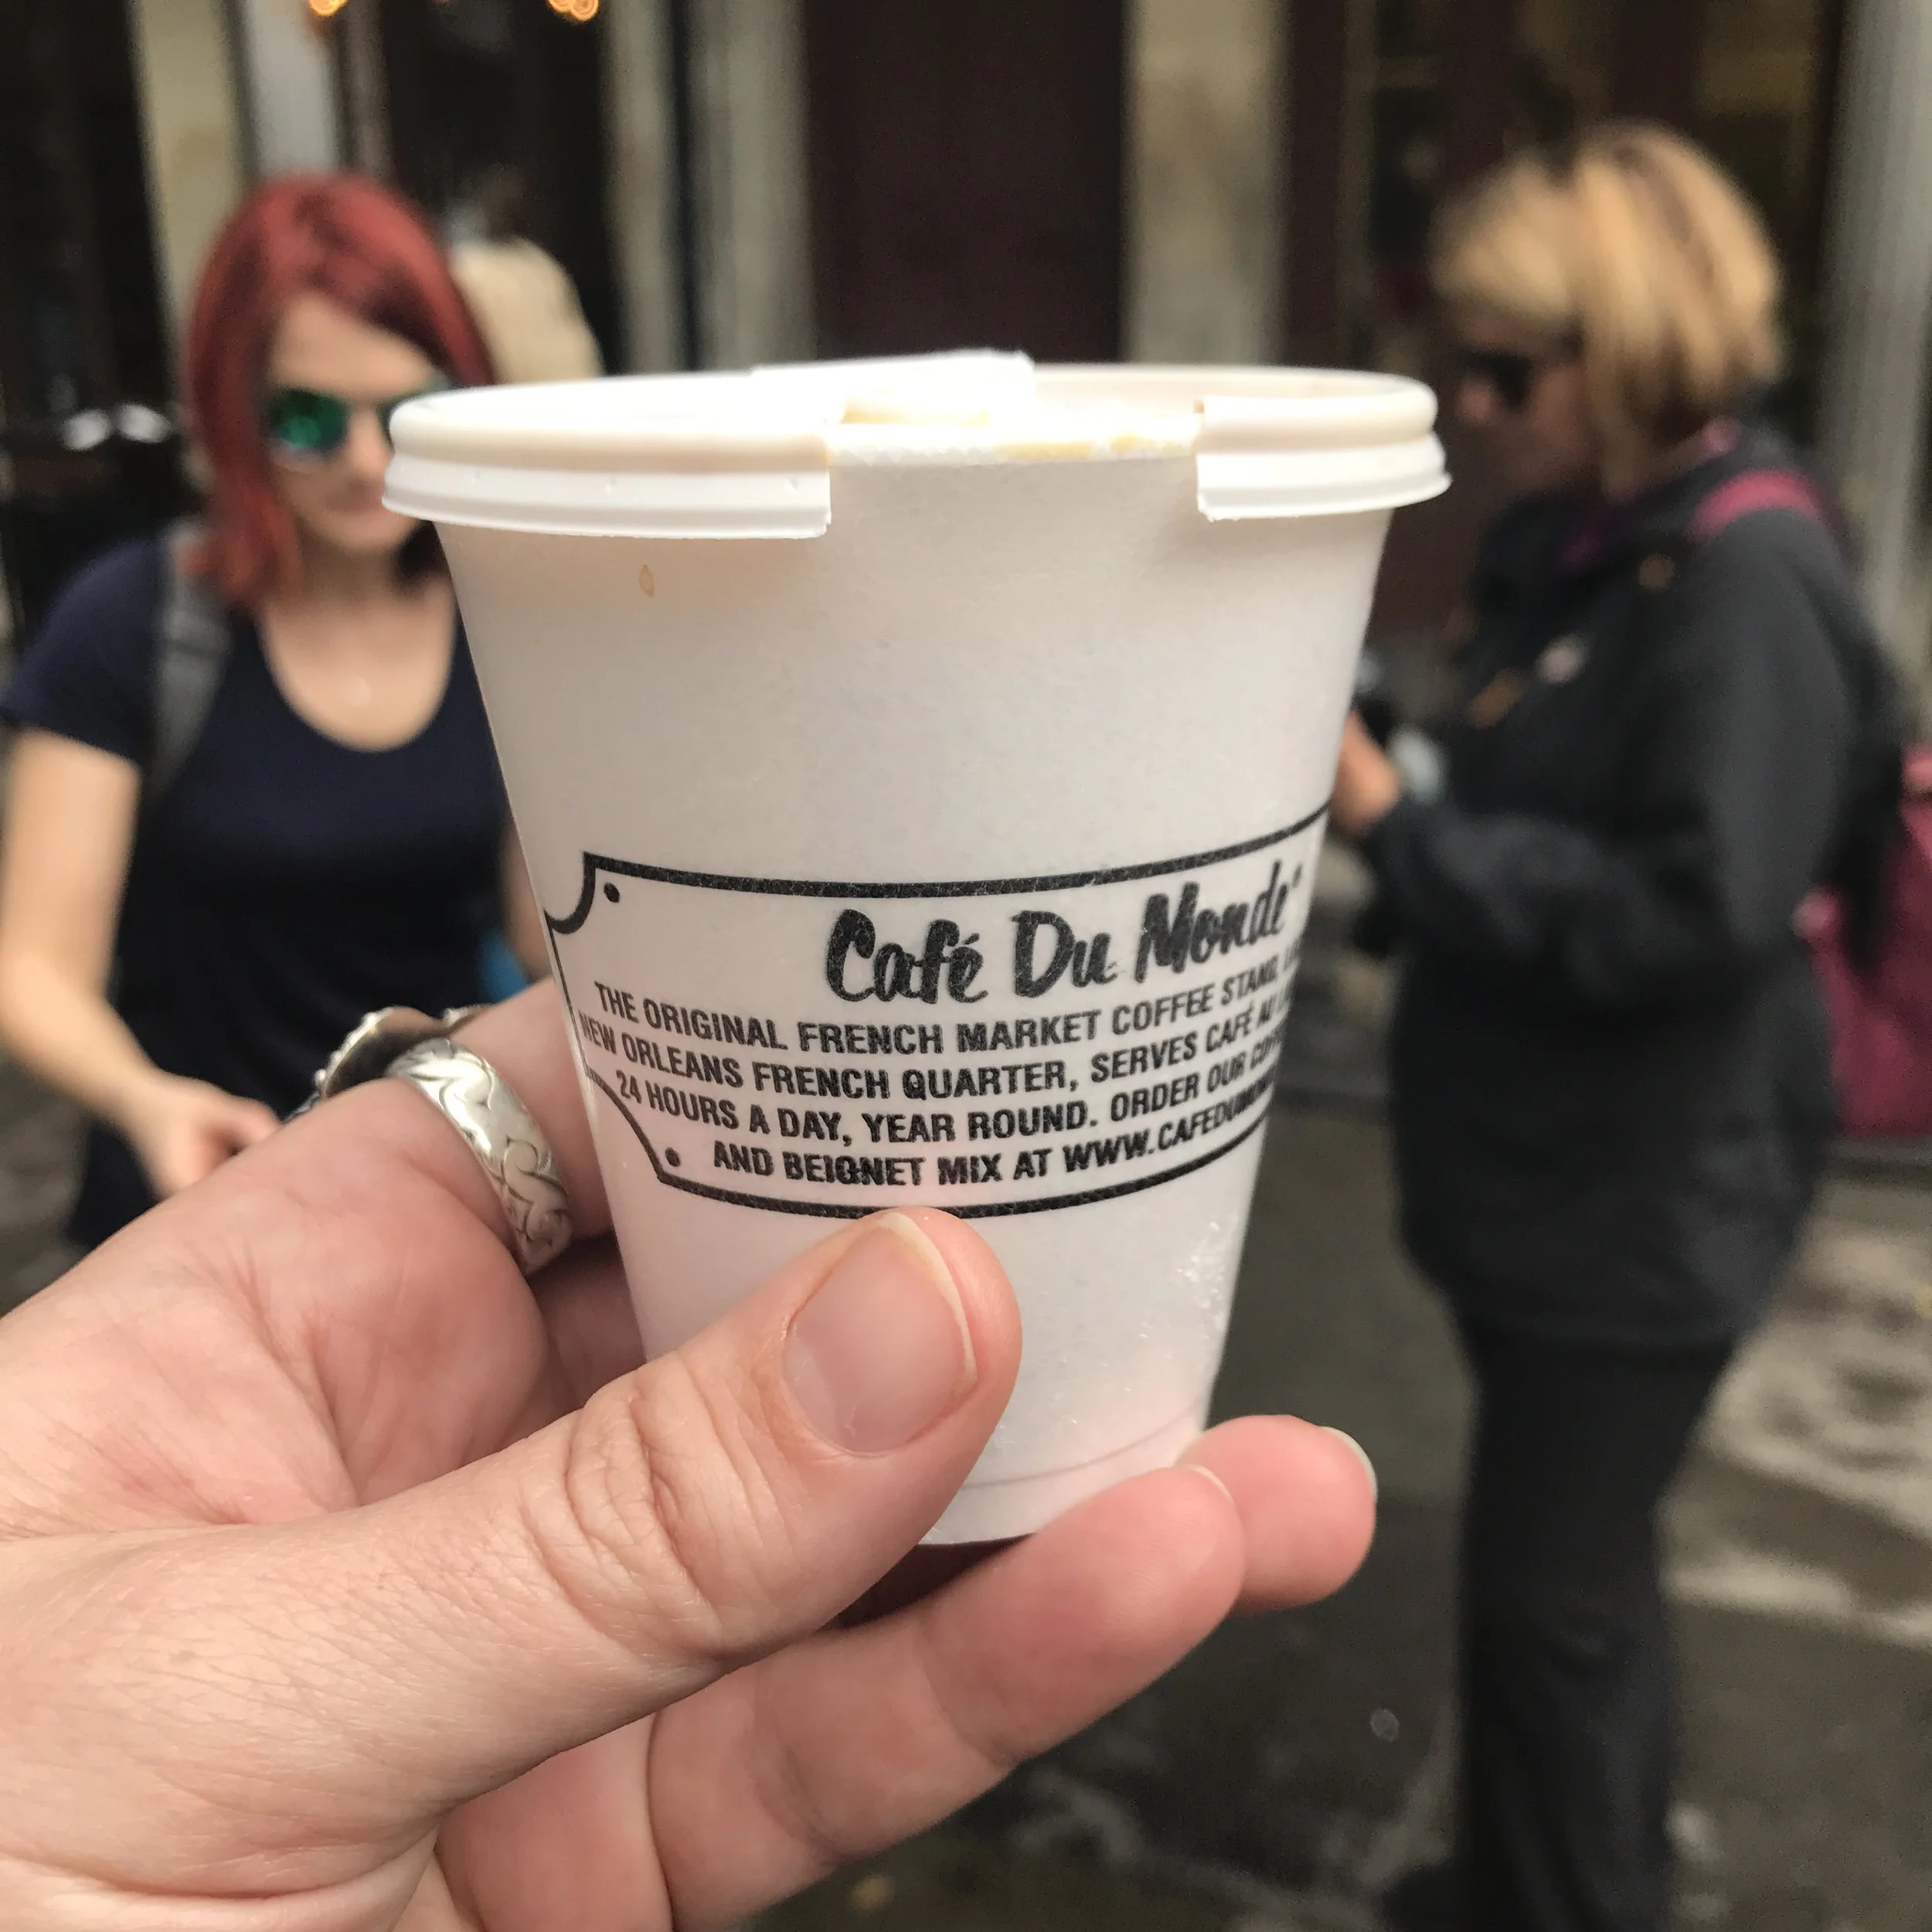 Café Du Monde®
THE ORIGINAL FRENCH MARKET COFFEE STAND,
NEW ORLEANS FRENCH QUARTER, SERVES CAFÉ AU
24 HOURS A DAY, YEAR ROUND. ORDER OUR
AND BEIGNET MIX AT